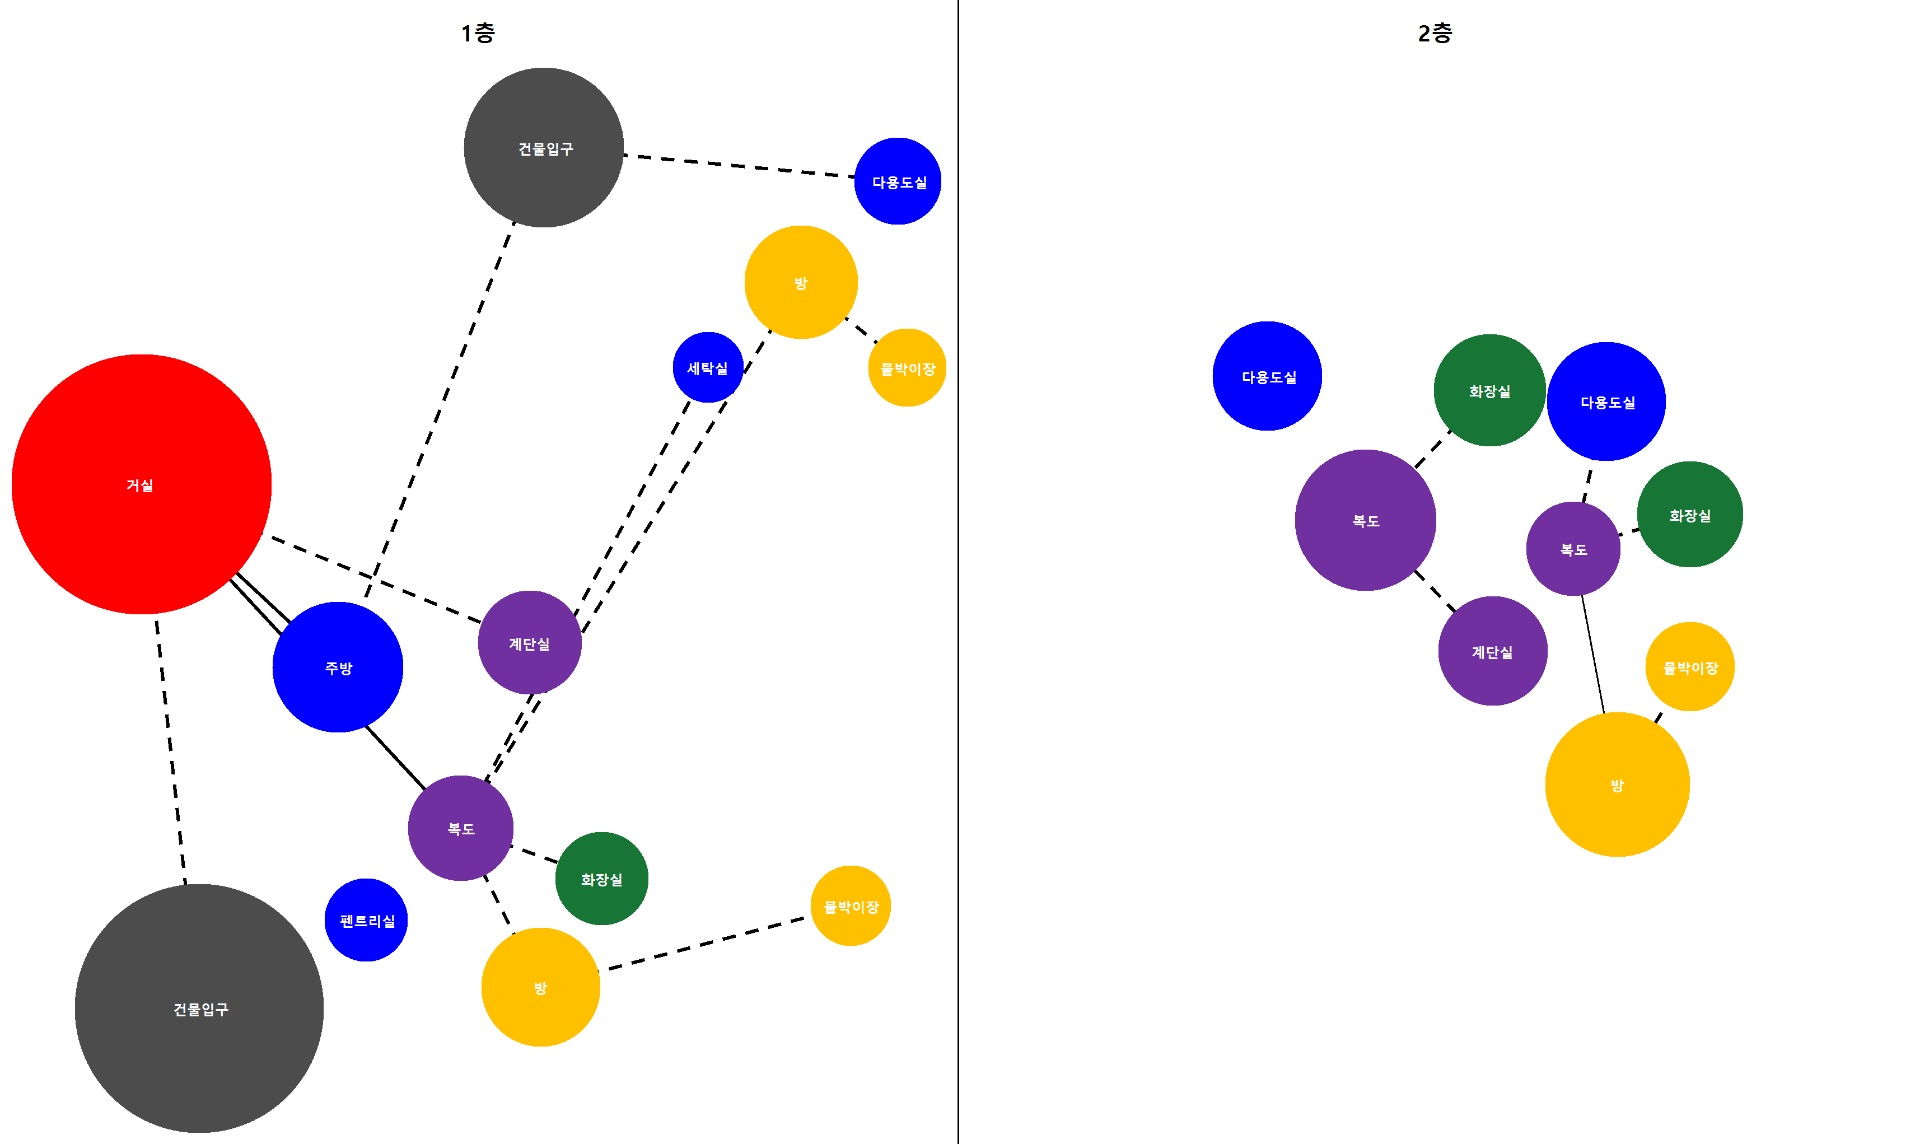 1층
건물입구
다용도실
방
세탁실
붙박이장
거실
계단실
주방
복도
화장실
붙박이장
펜트리실
방
건물입구
2층
다용도실
화장실
다용도실
화장실
복도
복도
계단실
붙박이장
방